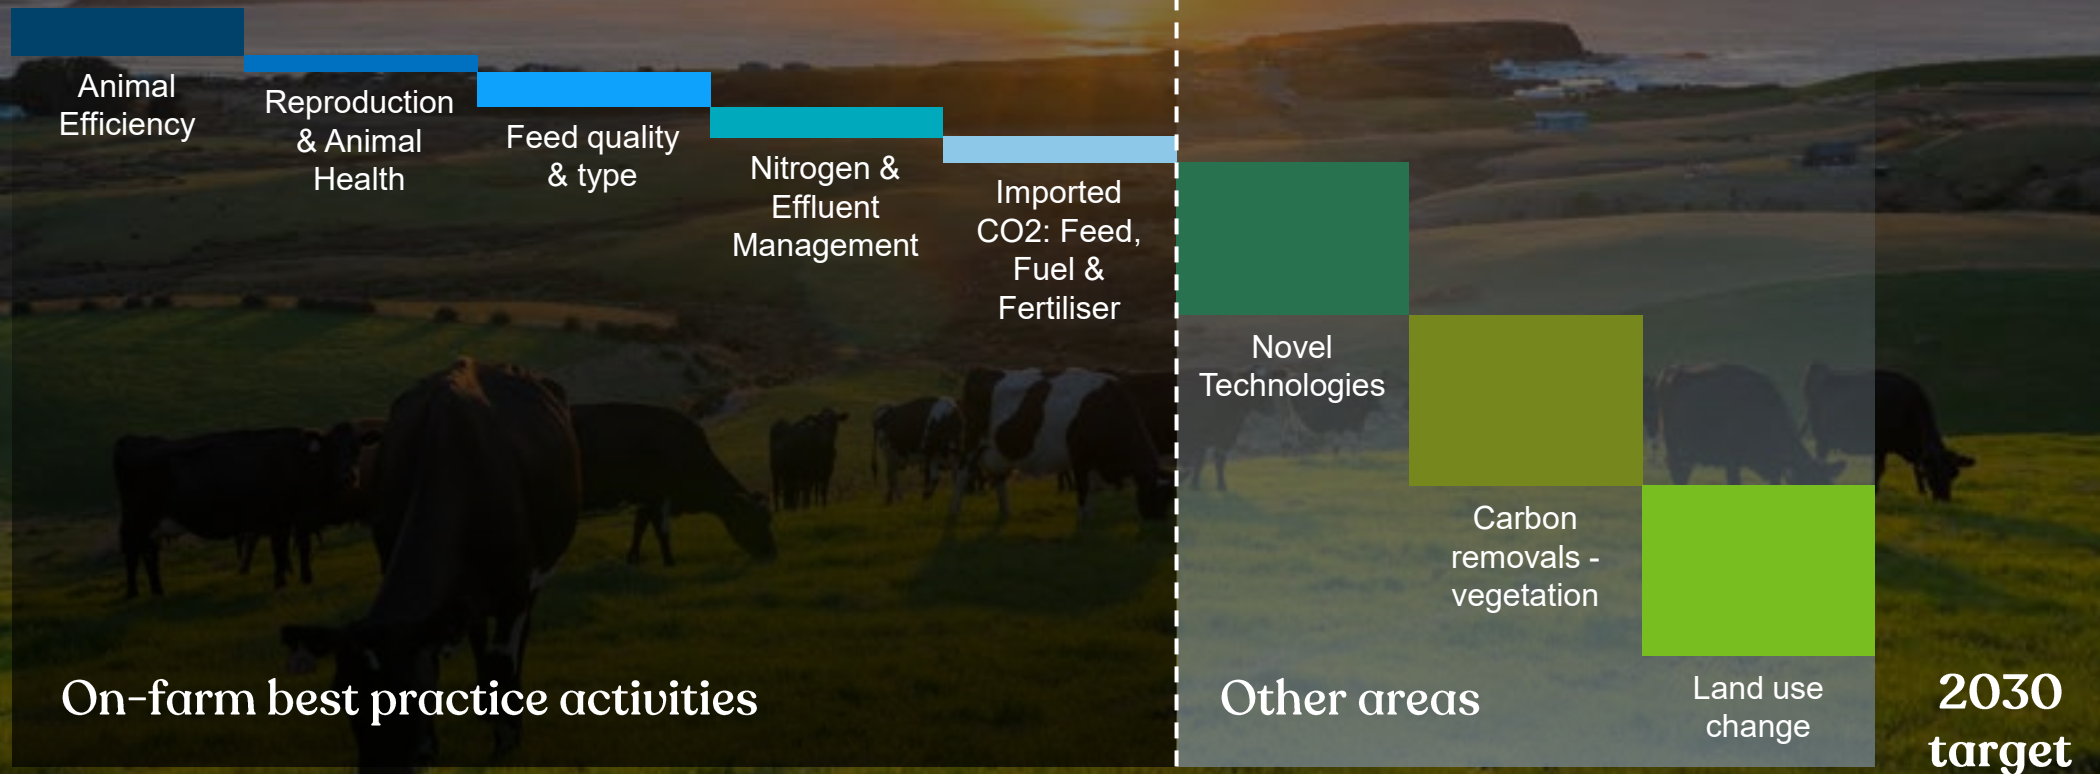 Animal
Efficiency
Reproduction
& Animal
Health
Feed quality
& type
Nitrogen &
Effluent
Management
Imported
CO2: Feed,
Fuel &
Fertiliser
Novel
Technologies
Carbon
removals -
vegetation
Land use
change
On-farm best practice activities
Other areas
2030
target